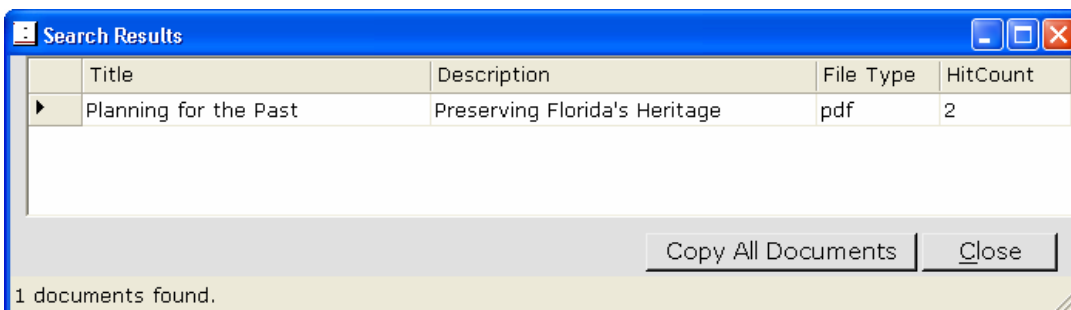 Search Results
Title Description File Type HitCount
Planning for the Past Preserving Florida's Heritage pdf 2
Copy All Documents Close
1 documents found.